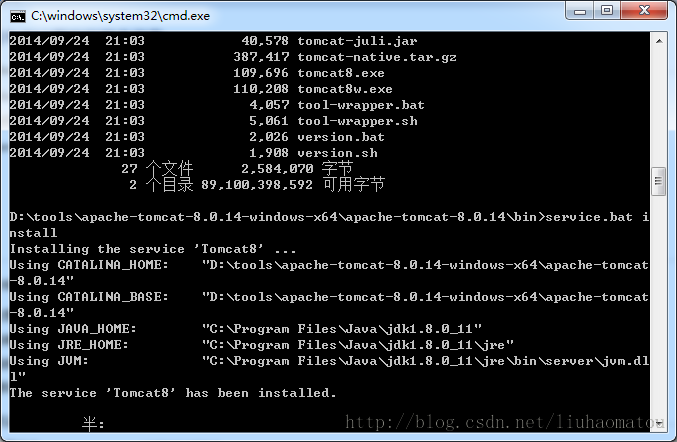 C:\windows\system32\cmd.exe
2014/09/24  21:03            40,578 tomcat-juli.jar
2014/09/24  21:03           387,417 tomcat-native.tar.gz
2014/09/24  21:03           109,696 tomcat8.exe
2014/09/24  21:03           110,208 tomcat8w.exe
2014/09/24  21:03             4,057 tool-wrapper.bat
2014/09/24  21:03             5,061 tool-wrapper.sh
2014/09/24  21:03             2,026 version.bat
2014/09/24  21:03             1,908 version.sh
              27 个文件      2,584,070 字节
               2 个目录 89,100,398,592 可用字节
D:\tools\apache-tomcat-8.0.14-windows-x64\apache-tomcat-8.0.14\bin>service.bat i
nstall
Installing the service 'Tomcat8' ...
Using CATALINA_HOME:    "D:\tools\apache-tomcat-8.0.14-windows-x64\apache-tomcat
-8.0.14"
Using CATALINA_BASE:    "D:\tools\apache-tomcat-8.0.14-windows-x64\apache-tomcat
-8.0.14"
Using JAVA_HOME:        "C:\Program Files\Java\jdk1.8.0_11"
Using JRE_HOME:         "C:\Program Files\Java\jdk1.8.0_11\jre"
Using JVM:              "C:\Program Files\Java\jdk1.8.0_11\jre\bin\server\jvm.dl
l"
The service 'Tomcat8' has been installed.
半:
http://blog.csdn.net/liuhaomatou